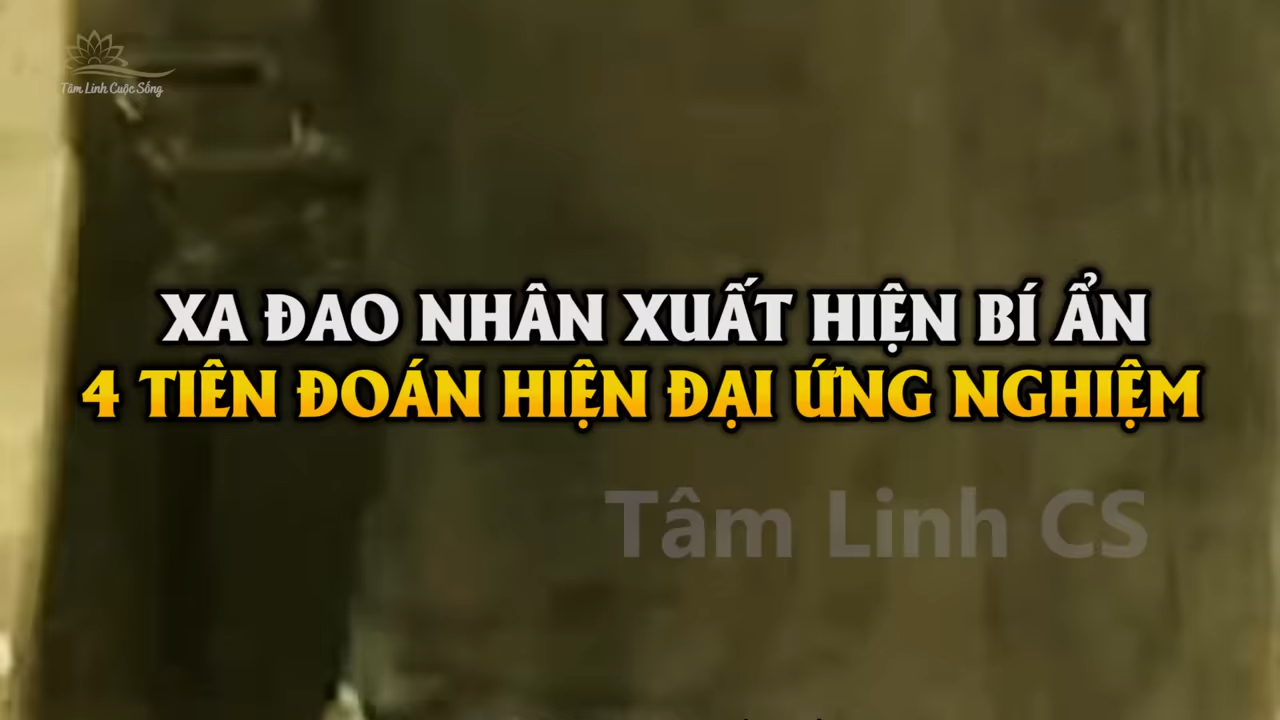 Tâm Linh Cuộc Sống
XA ĐAO NHÂN XUẤT HIỆN BÍ ẨN
4 TIÊN ĐOÁN HIỆN ĐẠI ỨNG NGHIỆM
Tâm Linh CS